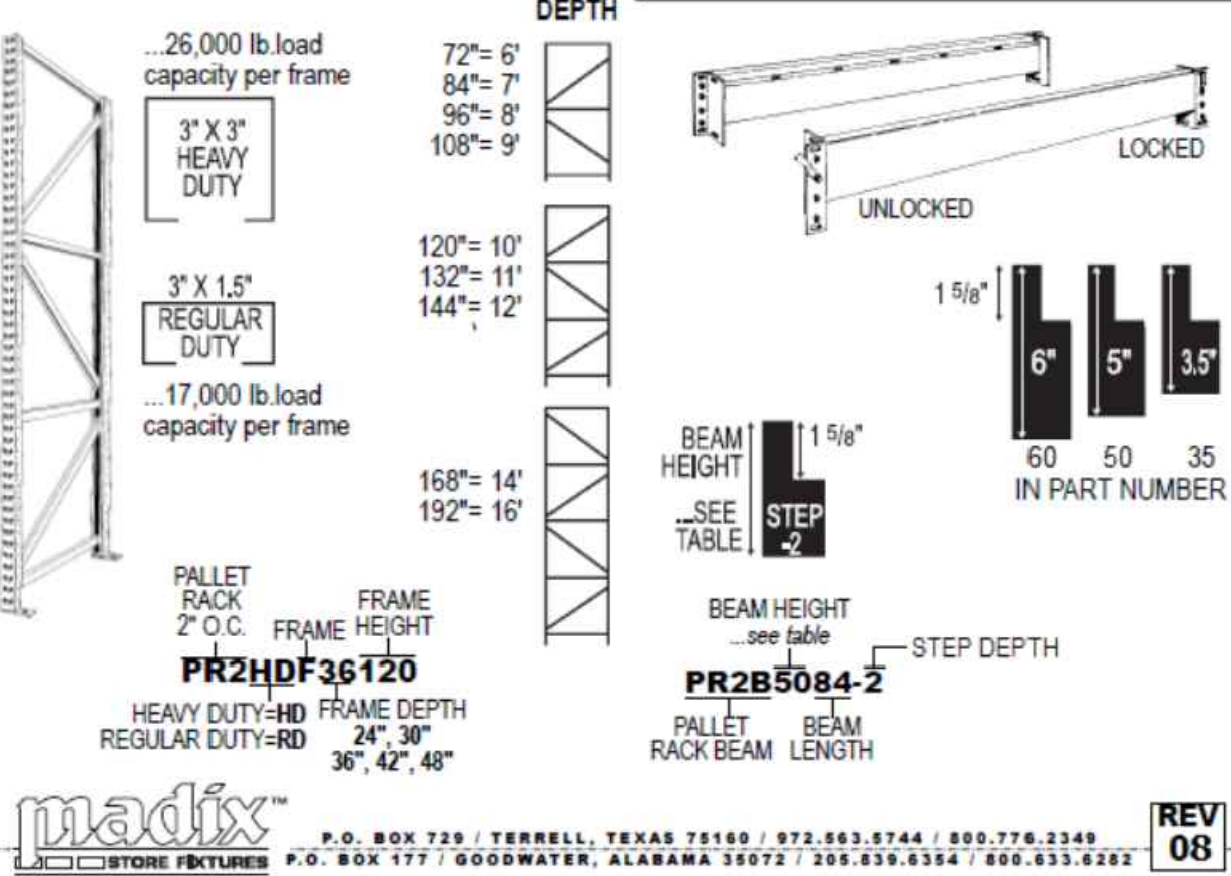 DEPTH
...26,000 lb.load
capacity per frame
3" X 3"
HEAVY
DUTY
3" X 1.5"
REGULAR
DUTY
...17,000 lb.load
capacity per frame
72"= 6'
84"= 7'
96"= 8'
108"= 9'
120"= 10'
132"= 11'
144"= 12'
168"= 14'
192"= 16'
LOCKED
UNLOCKED
1 5/8"
6"
5"
3.5"
60 50 35
IN PART NUMBER
BEAM
HEIGHT
...SEE
TABLE
1 5/8"
STEP
-2
PALLET
RACK
2" O.C.
FRAME
FRAME
HEIGHT
PR2HDF36120
HEAVY DUTY=HD
REGULAR DUTY=RD
FRAME DEPTH
24", 30"
36", 42", 48"
BEAM HEIGHT
...see table
STEP DEPTH
PR2B5084-2
PALLET
RACK BEAM
BEAM
LENGTH
madix™
STORE FIXTURES
P.O. BOX 729 / TERRELL, TEXAS 75160 / 972.563.5744 / 800.776.2349
P.O. BOX 177 / GOODWATER, ALABAMA 35072 / 205.839.6354 / 800.633.6282
REV
08